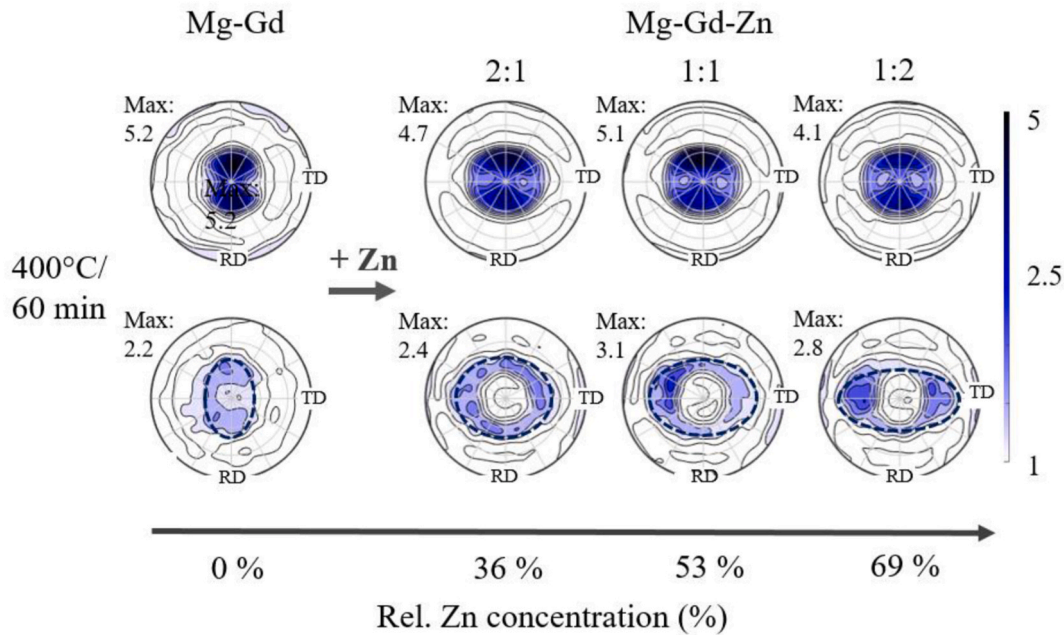 Mg-Gd
Mg-Gd-Zn
2:1
1:1
1:2
Max:
5.2
Max:
4.7
Max:
5.1
Max:
4.1
5
TD
TD
TD
TD
Max:
5.2
RD
RD
RD
RD
400°C/
60 min
+ Zn
2.5
Max:
2.2
Max:
2.4
Max:
3.1
Max:
2.8
TD
TD
TD
TD
RD
RD
RD
RD
1
0 %
36 %
53 %
69 %
Rel. Zn concentration (%)